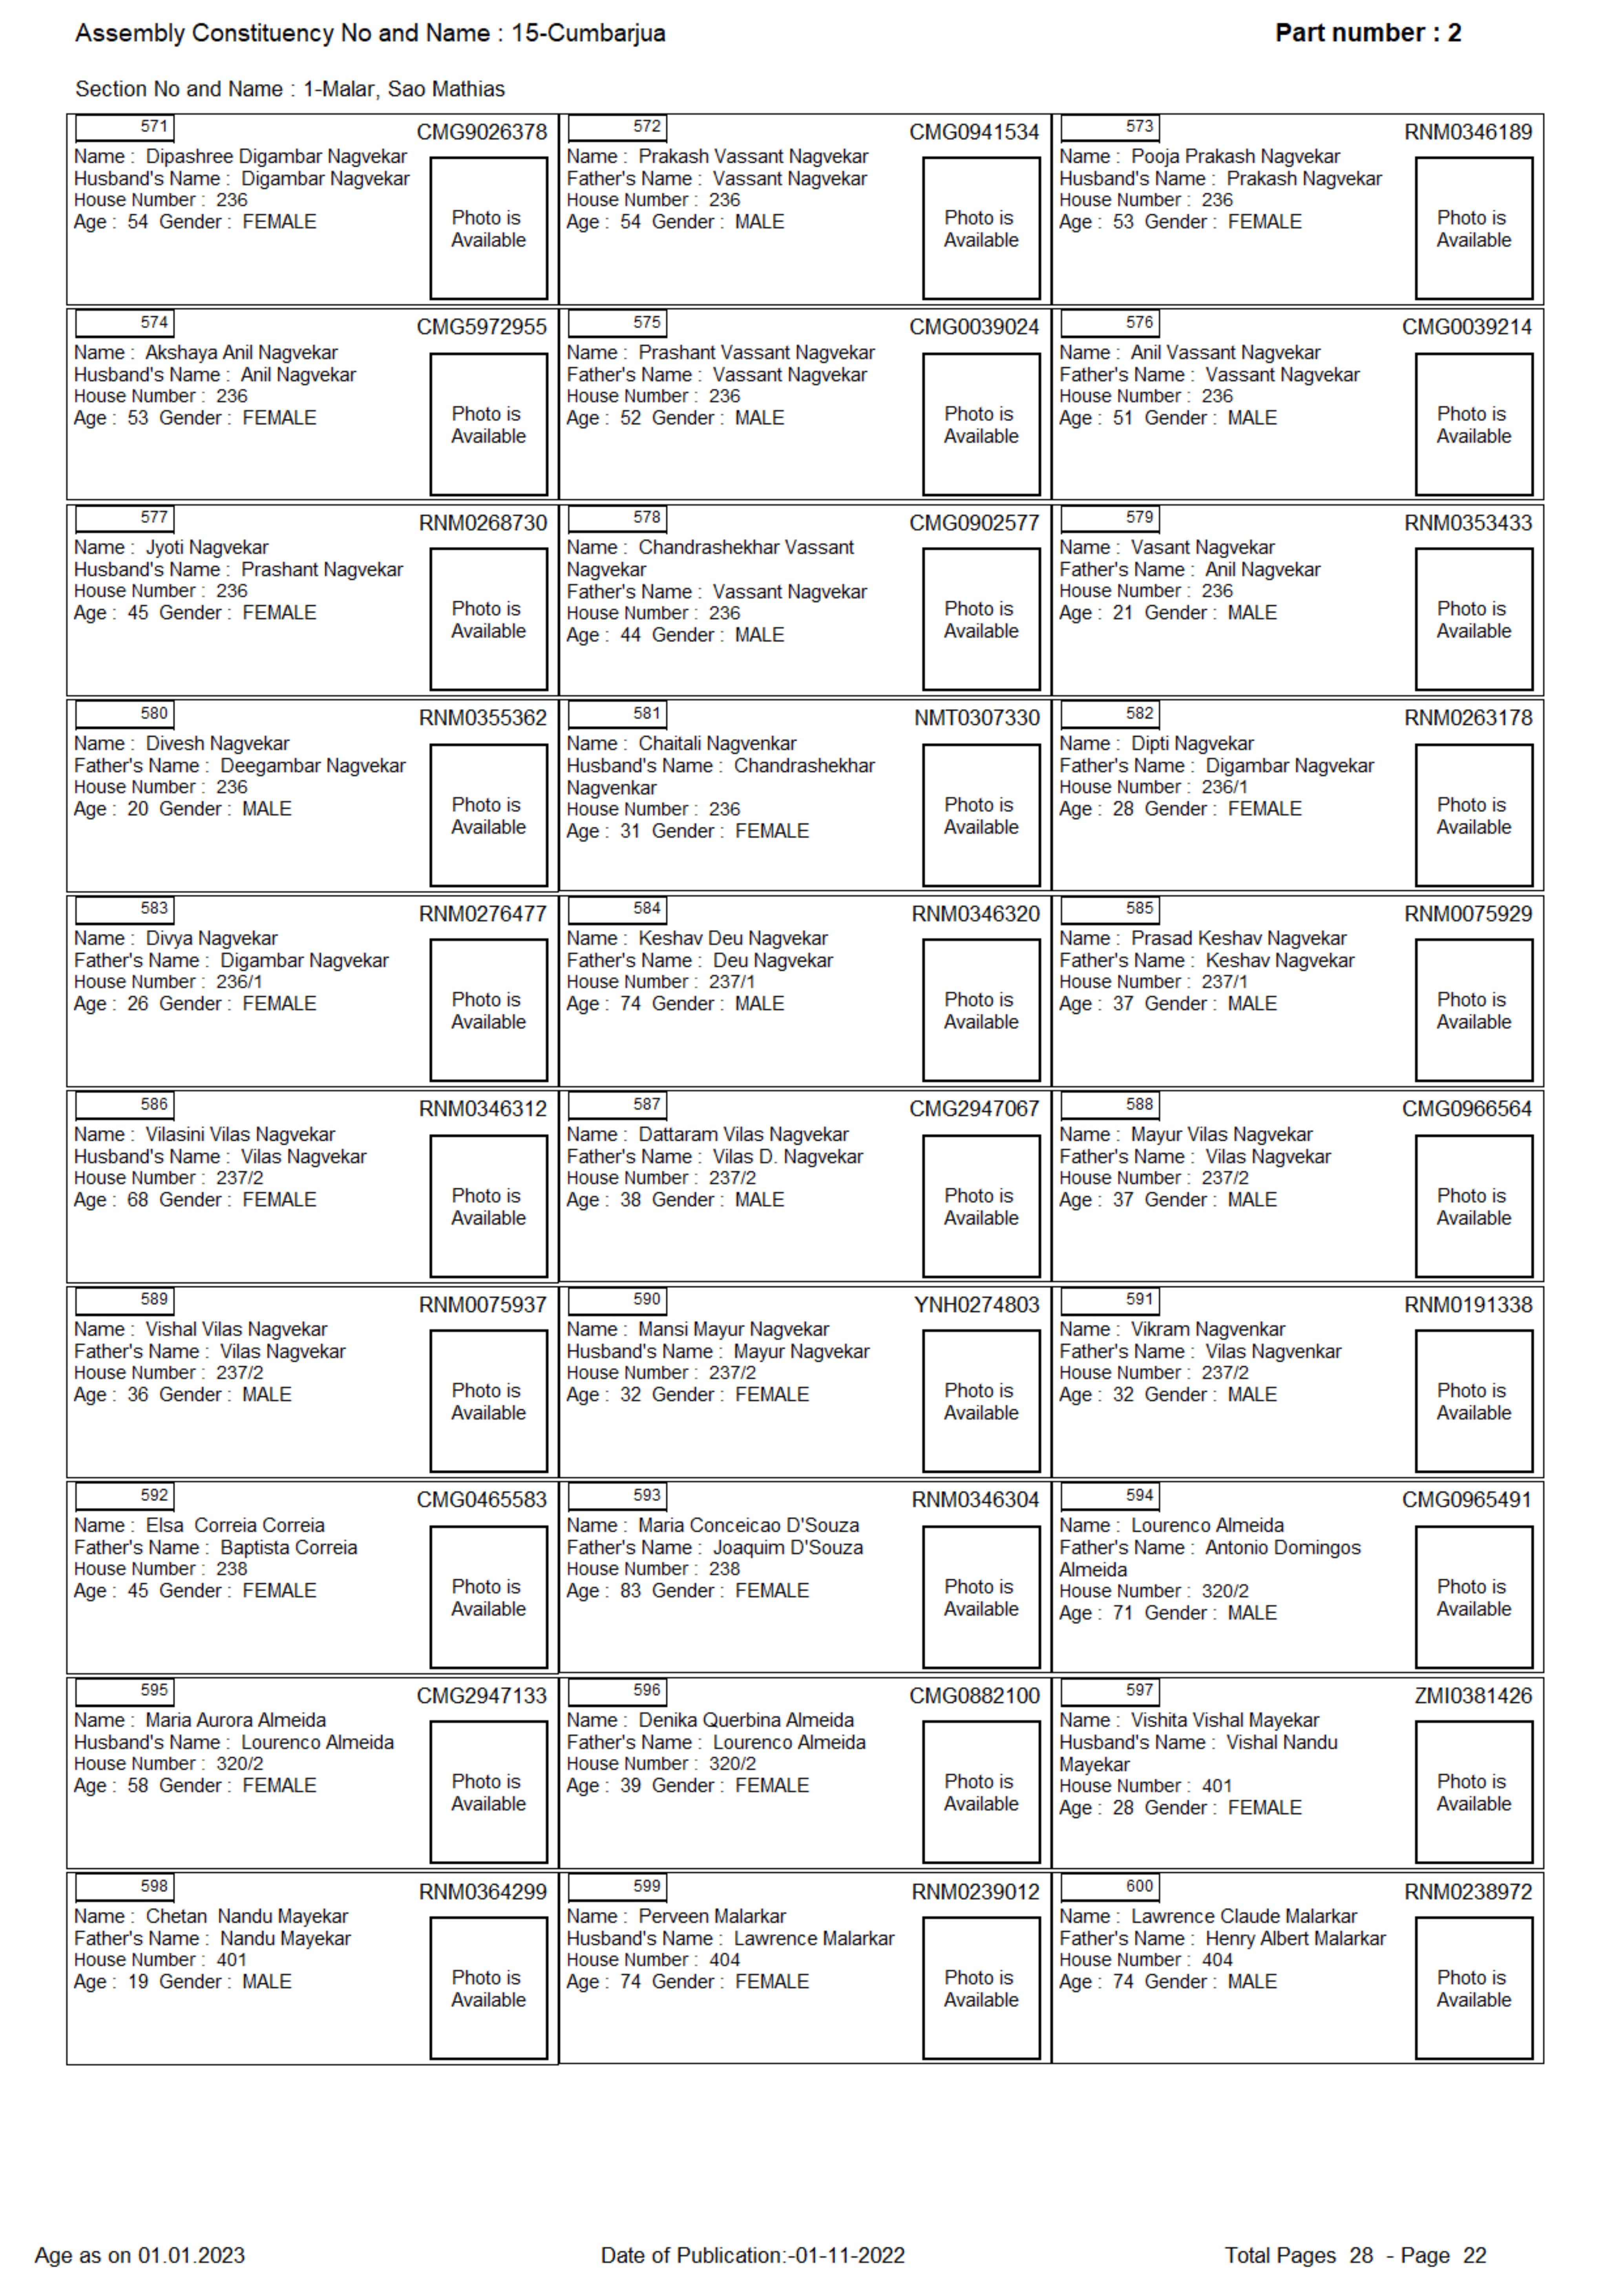 Assembly Constituency No and Name : 15-Cumbarjua
Part number : 2
Section No and Name : 1-Malar, Sao Mathias
571
CMG9026378
Name : Dipashree Digambar Nagvekar
Husband's Name : Digambar Nagvekar
House Number : 236
Age : 54 Gender : FEMALE
Photo is
Available
572
CMG0941534
Name : Prakash Vassant Nagvekar
Father's Name : Vassant Nagvekar
House Number : 236
Age : 54 Gender : MALE
Photo is
Available
573
RNM0346189
Name : Pooja Prakash Nagvekar
Husband's Name : Prakash Nagvekar
House Number : 236
Age : 53 Gender : FEMALE
Photo is
Available
574
CMG5972955
Name : Akshaya Anil Nagvekar
Husband's Name : Anil Nagvekar
House Number : 236
Age : 53 Gender : FEMALE
Photo is
Available
575
CMG0039024
Name : Prashant Vassant Nagvekar
Father's Name : Vassant Nagvekar
House Number : 236
Age : 52 Gender : MALE
Photo is
Available
576
CMG0039214
Name : Anil Vassant Nagvekar
Father's Name : Vassant Nagvekar
House Number : 236
Age : 51 Gender : MALE
Photo is
Available
577
RNM0268730
Name : Jyoti Nagvekar
Husband's Name : Prashant Nagvekar
House Number : 236
Age : 45 Gender : FEMALE
Photo is
Available
578
CMG0902577
Name : Chandrashekhar Vassant
Nagvekar
Father's Name : Vassant Nagvekar
House Number : 236
Age : 44 Gender : MALE
Photo is
Available
579
RNM0353433
Name : Vasant Nagvekar
Father's Name : Anil Nagvekar
House Number : 236
Age : 21 Gender : MALE
Photo is
Available
580
RNM0355362
Name : Divesh Nagvekar
Father's Name : Deegambar Nagvekar
House Number : 236
Age : 20 Gender : MALE
Photo is
Available
581
NMT0307330
Name : Chaitali Nagvenkar
Husband's Name : Chandrashekhar
Nagvenkar
House Number : 236
Age : 31 Gender : FEMALE
Photo is
Available
582
RNM0263178
Name : Dipti Nagvekar
Father's Name : Digambar Nagvekar
House Number : 236/1
Age : 28 Gender : FEMALE
Photo is
Available
583
RNM0276477
Name : Divya Nagvekar
Father's Name : Digambar Nagvekar
House Number : 236/1
Age : 26 Gender : FEMALE
Photo is
Available
584
RNM0346320
Name : Keshav Deu Nagvekar
Father's Name : Deu Nagvekar
House Number : 237/1
Age : 74 Gender : MALE
Photo is
Available
585
RNM0075929
Name : Prasad Keshav Nagvekar
Father's Name : Keshav Nagvekar
House Number : 237/1
Age : 37 Gender : MALE
Photo is
Available
586
RNM0346312
Name : Vilasini Vilas Nagvekar
Husband's Name : Vilas Nagvekar
House Number : 237/2
Age : 68 Gender : FEMALE
Photo is
Available
587
CMG2947067
Name : Dattaram Vilas Nagvekar
Father's Name : Vilas D. Nagvekar
House Number : 237/2
Age : 38 Gender : MALE
Photo is
Available
588
CMG0966564
Name : Mayur Vilas Nagvekar
Father's Name : Vilas Nagvekar
House Number : 237/2
Age : 37 Gender : MALE
Photo is
Available
589
RNM0075937
Name : Vishal Vilas Nagvekar
Father's Name : Vilas Nagvekar
House Number : 237/2
Age : 36 Gender : MALE
Photo is
Available
590
YNH0274803
Name : Mansi Mayur Nagvekar
Husband's Name : Mayur Nagvekar
House Number : 237/2
Age : 32 Gender : FEMALE
Photo is
Available
591
RNM0191338
Name : Vikram Nagvenkar
Father's Name : Vilas Nagvenkar
House Number : 237/2
Age : 32 Gender : MALE
Photo is
Available
592
CMG0465583
Name : Elsa Correia Correia
Father's Name : Baptista Correia
House Number : 238
Age : 45 Gender : FEMALE
Photo is
Available
593
RNM0346304
Name : Maria Conceicao D'Souza
Father's Name : Joaquim D'Souza
House Number : 238
Age : 83 Gender : FEMALE
Photo is
Available
594
CMG0965491
Name : Lourenco Almeida
Father's Name : Antonio Domingos
Almeida
House Number : 320/2
Age : 71 Gender : MALE
Photo is
Available
595
CMG2947133
Name : Maria Aurora Almeida
Husband's Name : Lourenco Almeida
House Number : 320/2
Age : 58 Gender : FEMALE
Photo is
Available
596
CMG0882100
Name : Denika Querbina Almeida
Father's Name : Lourenco Almeida
House Number : 320/2
Age : 39 Gender : FEMALE
Photo is
Available
597
ZMI0381426
Name : Vishita Vishal Mayekar
Husband's Name : Vishal Nandu
Mayekar
House Number : 401
Age : 28 Gender : FEMALE
Photo is
Available
598
RNM0364299
Name : Chetan Nandu Mayekar
Father's Name : Nandu Mayekar
House Number : 401
Age : 19 Gender : MALE
Photo is
Available
599
RNM0239012
Name : Perveen Malarkar
Husband's Name : Lawrence Malarkar
House Number : 404
Age : 74 Gender : FEMALE
Photo is
Available
600
RNM0238972
Name : Lawrence Claude Malarkar
Father's Name : Henry Albert Malarkar
House Number : 404
Age : 74 Gender : MALE
Photo is
Available
Age as on 01.01.2023
Date of Publication:-01-11-2022
Total Pages 28 - Page 22